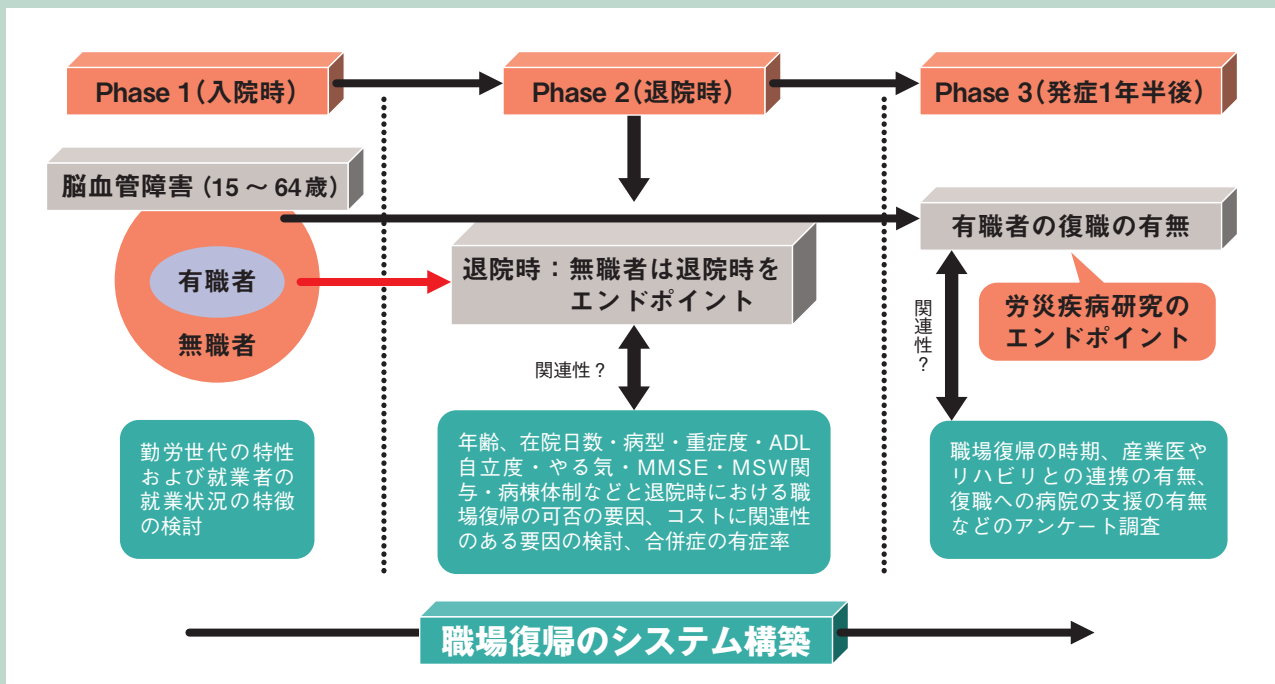 Phase 1(入院時)
Phase 2(退院時)
Phase 3(発症1年半後)
脳血管障害(15～64歳)
有職者
無職者
退院時：無職者は退院時を
エンドポイント
有職者の復職の有無
労災疾病研究の
エンドポイント
関連性？
関連性？
勤労世代の特性
および就業者の
就業状況の特徴
の検討
年齢、在院日数・病型・重症度・ADL
自立度・やる気・MMSE・MSW関
与・病棟体制などと退院時における職
場復帰の可否の要因、コストに関連性
のある要因の検討、合併症の有症率
職場復帰の時期、産業医や
リハビリとの連携の有無、
復職への病院の支援の有無
などのアンケート調査
職場復帰のシステム構築